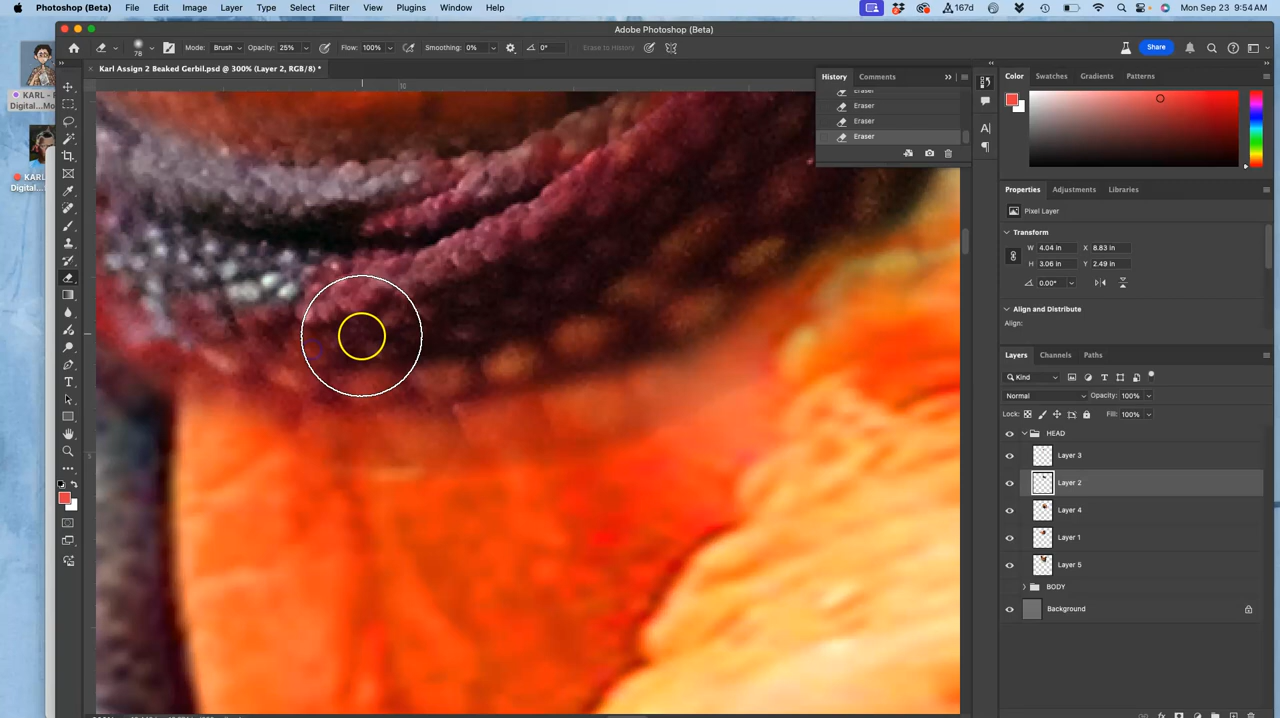 Photoshop (Beta) File Edit Image Layer Type Select Filter View Plugins Window Help 167d Mon Sep 23 9:54AM
Adobe Photoshop (Beta)
78 Mode: Brush Opacity: 25% Flow: 100% Smoothing: 0% 0° Erase to History Share
Karl Assign 2 Beaked Gerbil.psd @ 300% (Layer 2, RGB/8) *
History Comments
Eraser
Eraser
Eraser
Eraser
Color Swatches Gradients Patterns
Properties Adjustments Libraries
Pixel Layer
Transform
W 4.04 in X 8.83 in
H 3.06 in Y 2.49 in
0.00°
Align and Distribute
Align:
Layers Channels Paths
Kind
Normal Opacity: 100%
Lock: Fill: 100%
HEAD
Layer 3
Layer 2
Layer 4
Layer 1
Layer 5
BODY
Background
KARL -
Digital...Mo
KARL
Digital...
10
5